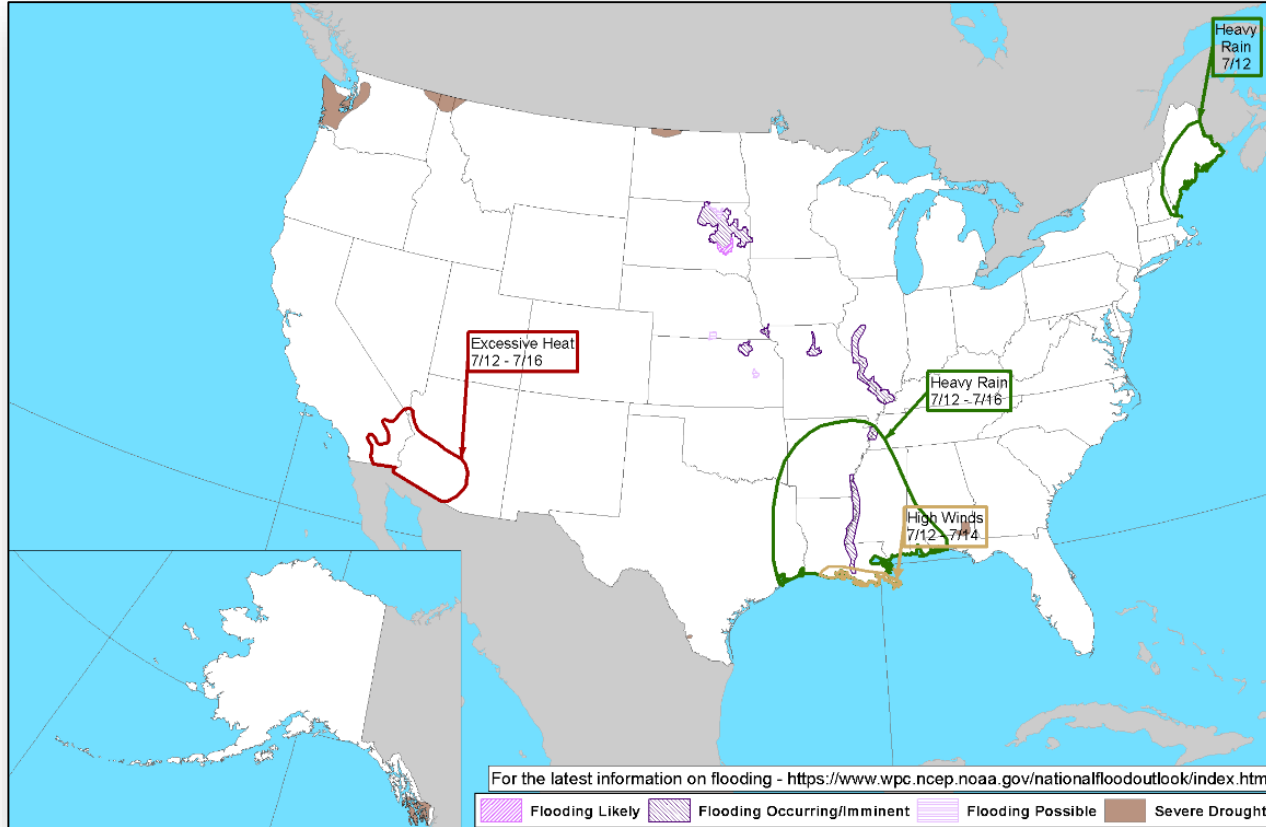 Heavy
Rain
7/12
Excessive Heat
7/12 - 7/16
Heavy Rain
7/12 - 7/16
High Winds
7/12 - 7/14
For the latest information on flooding - https://www.wpc.ncep.noaa.gov/nationalfloodoutlook/index.htm
Flooding Likely Flooding Occurring/Imminent Flooding Possible Severe Drought